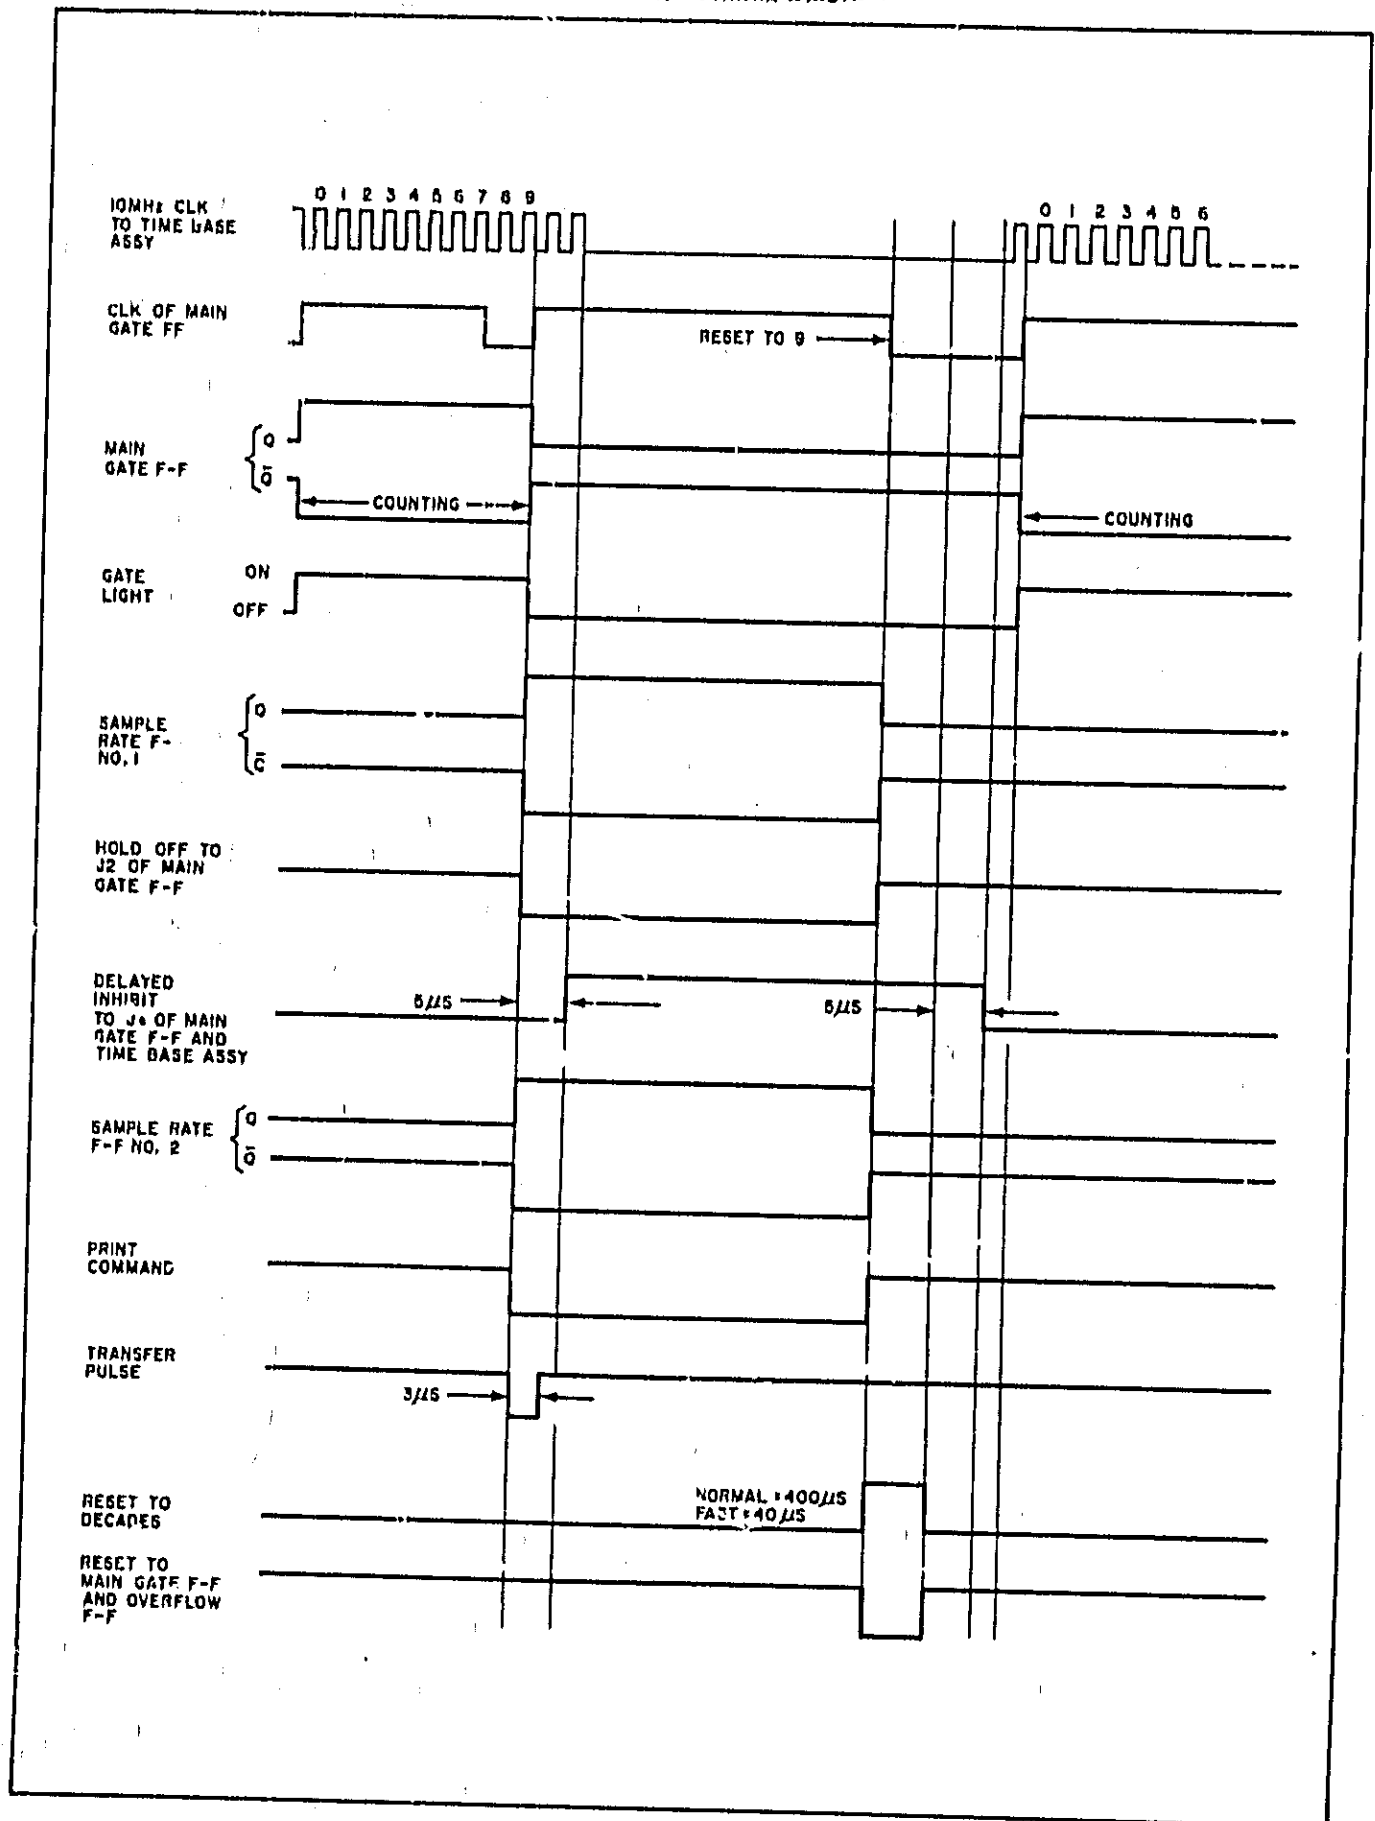 0 1 2 3 4 5 6 7 8 9
0 1 2 3 4 5 6
10MHz CLK
TO TIME BASE
ASSY
CLK OF MAIN
GATE FF
RESET TO 9
MAIN
GATE F-F
Q
Q̄
COUNTING
COUNTING
GATE
LIGHT
ON
OFF
SAMPLE
RATE F-
NO. 1
Q
Q̄
HOLD OFF TO
J2 OF MAIN
GATE F-F
DELAYED
INHIBIT
TO OF MAIN
GATE F-F AND
TIME BASE ASSY
5µS
5µS
SAMPLE RATE
F-F NO. 2
Q
Q̄
PRINT
COMMAND
TRANSFER
PULSE
3µS
RESET TO
DECADES
NORMAL = 400µS
FAST = 40µS
RESET TO
MAIN GATE F-F
AND OVERFLOW
F-F